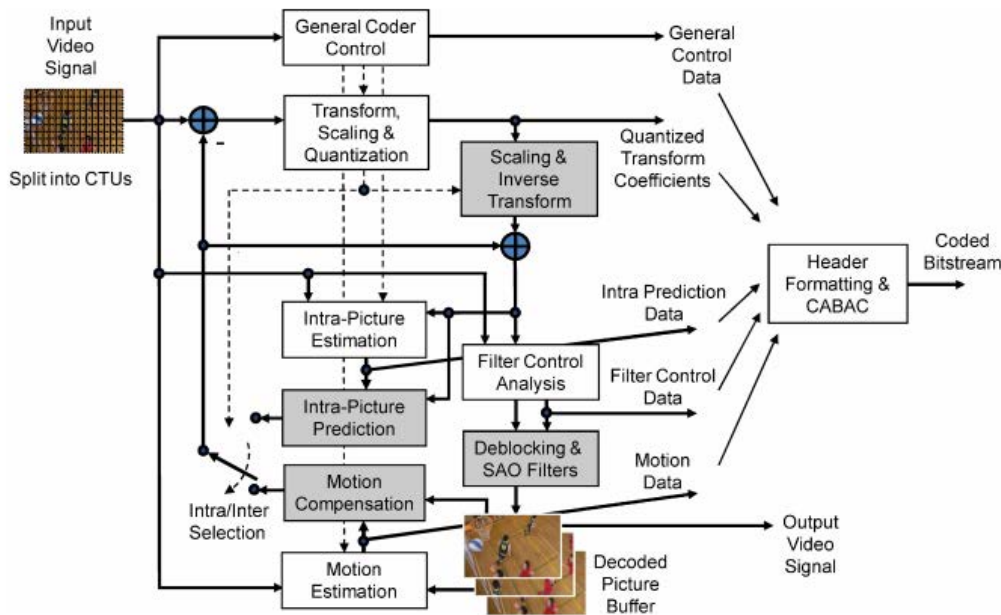 Input
Video
Signal
Split into CTUs
General Coder
Control
General
Control
Data
Transform,
Scaling &
Quantization
-
Quantized
Transform
Coefficients
Scaling &
Inverse
Transform
Header
Formatting &
CABAC
Coded
Bitstream
Intra-Picture
Estimation
Intra Prediction
Data
Filter Control
Analysis
Filter Control
Data
Intra-Picture
Prediction
Deblocking &
SAO Filters
Motion
Data
Motion
Compensation
Intra/Inter
Selection
Output
Video
Signal
Motion
Estimation
Decoded
Picture
Buffer